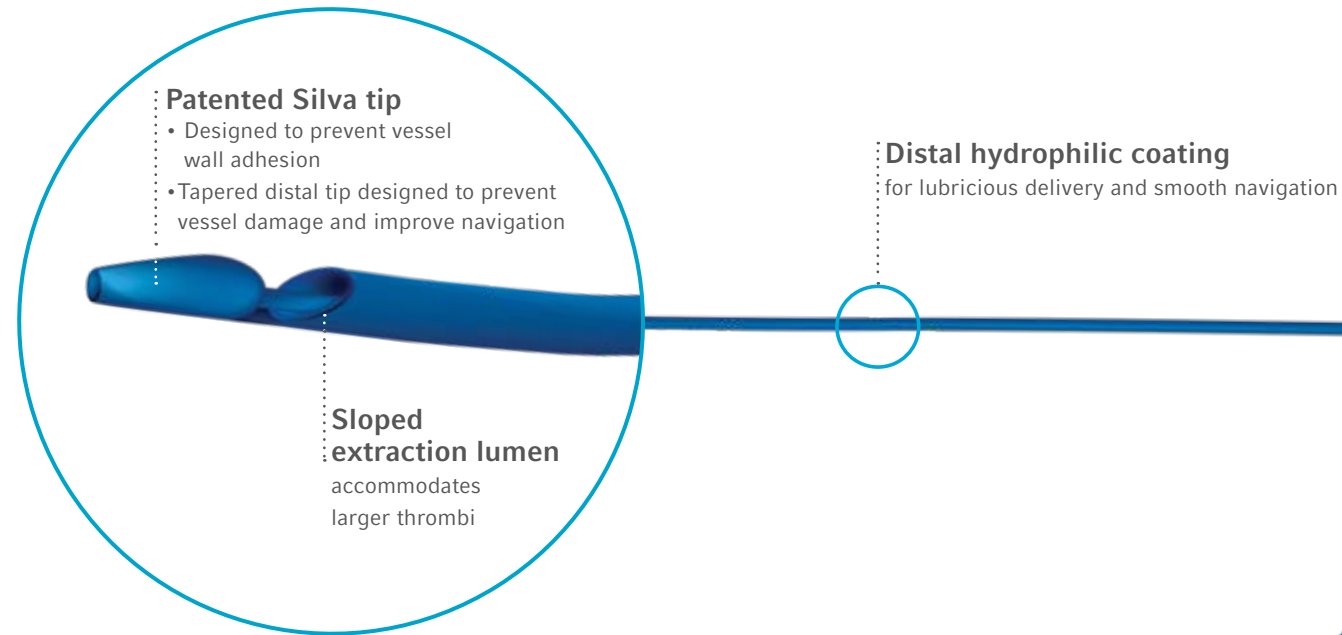 Patented Silva tip
• Designed to prevent vessel
wall adhesion
•Tapered distal tip designed to prevent
vessel damage and improve navigation
Distal hydrophilic coating
for lubricious delivery and smooth navigation
Sloped
extraction lumen
accommodates
larger thrombi